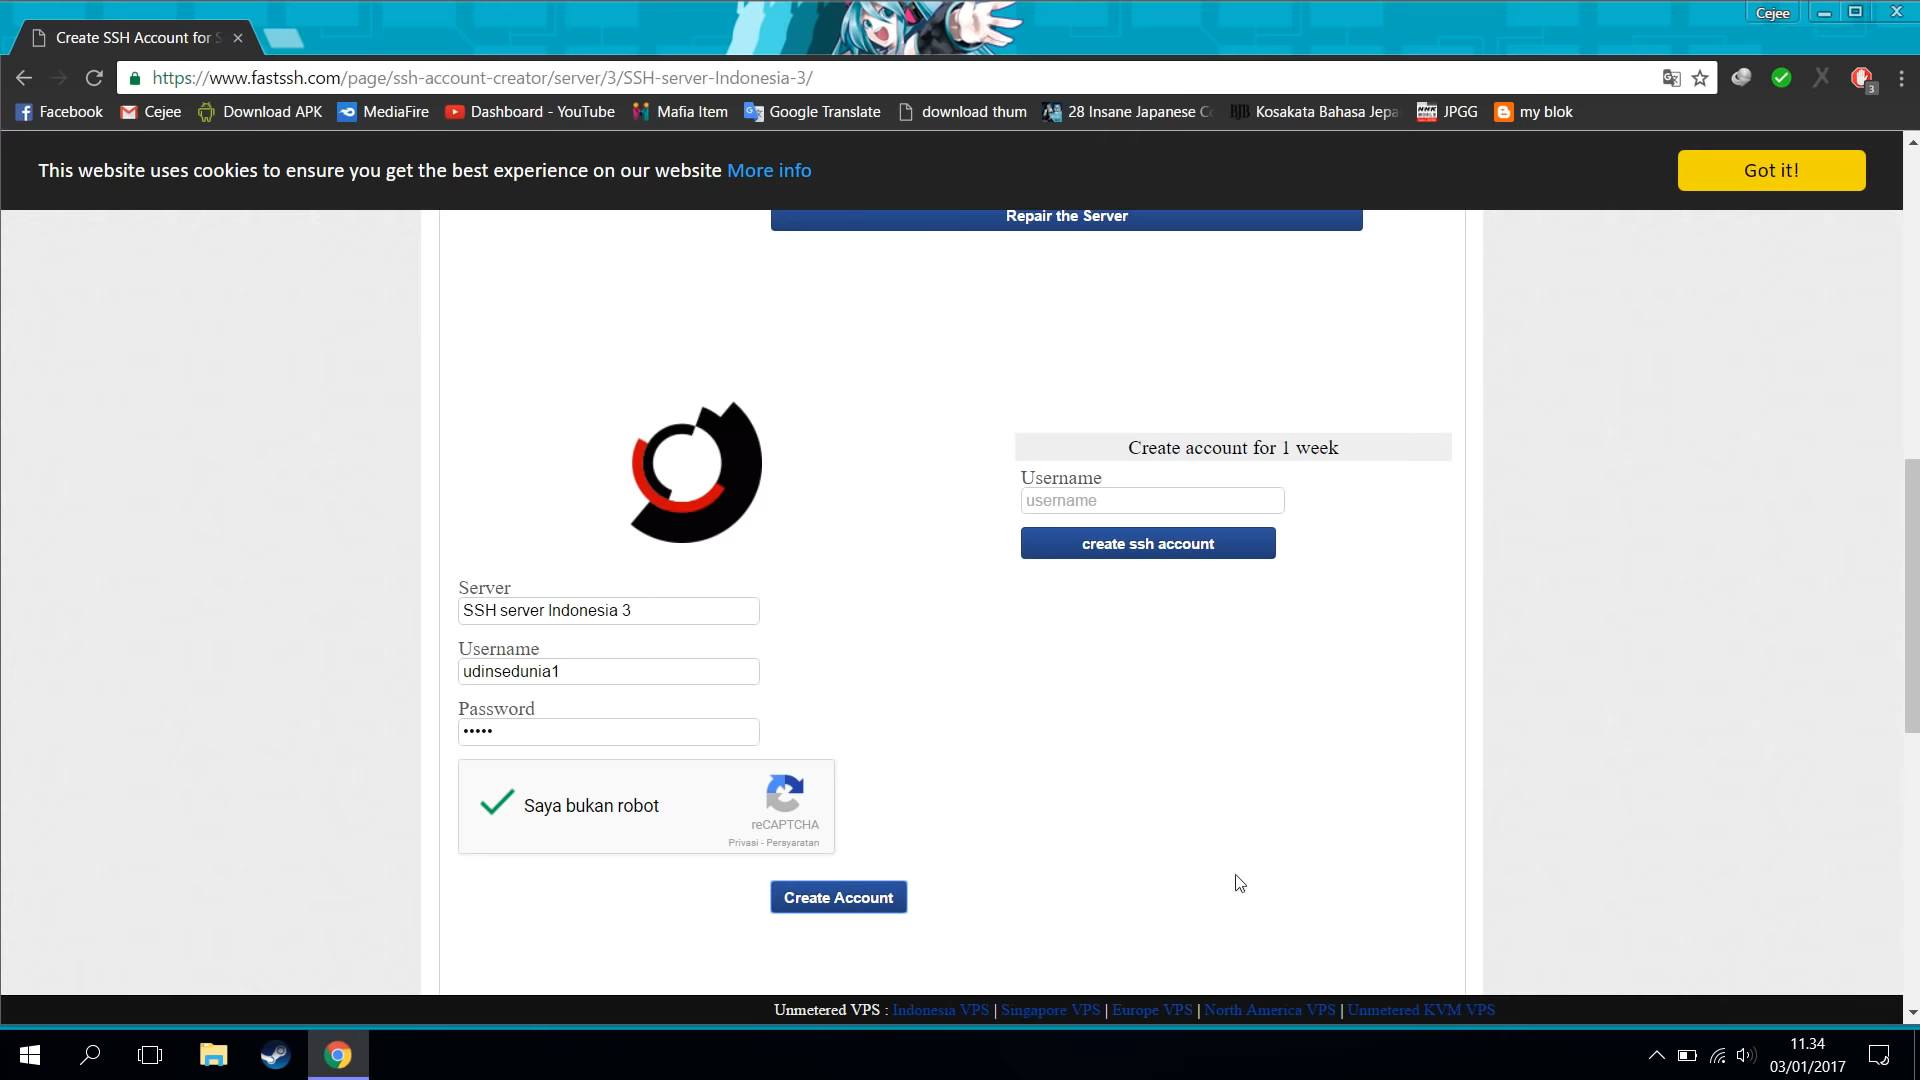 Cejee
Create SSH Account for S
https://www.fastssh.com/page/ssh-account-creator/server/3/SSH-server-Indonesia-3/
3
Facebook
Cejee
Download APK
MediaFire
Dashboard - YouTube
Mafia Item
Google Translate
download thum
28 Insane Japanese Co
Kosakata Bahasa Jepa
JPGG
my blok
This website uses cookies to ensure you get the best experience on our website More info
Got it!
Repair the Server
Create account for 1 week
Username
username
create ssh account
Server
SSH server Indonesia 3
Username
udinsedunia1
Password
•••••
Saya bukan robot
reCAPTCHA
Privasi - Persyaratan
Create Account
Unmetered VPS : Indonesia VPS | Singapore VPS | Europe VPS | North America VPS | Unmetered KVM VPS
11.34
03/01/2017